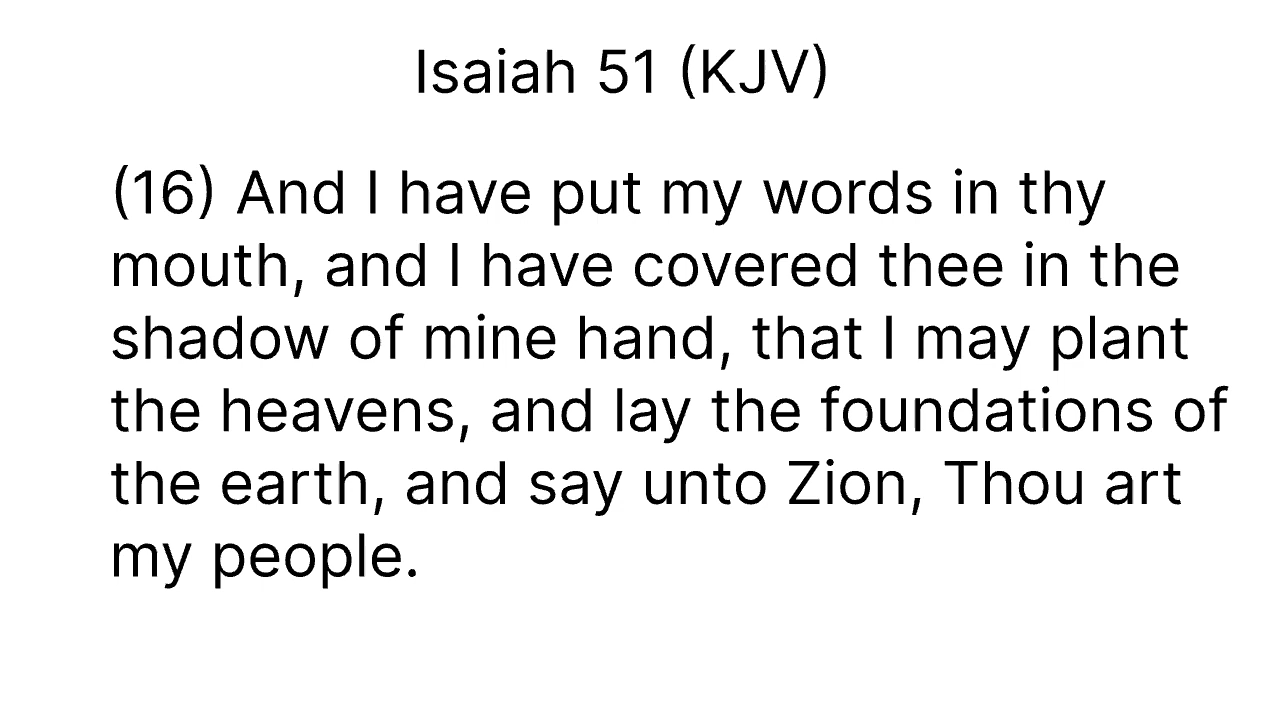 Isaiah 51 (KJV)
(16) And I have put my words in thy
mouth, and I have covered thee in the
shadow of mine hand, that I may plant
the heavens, and lay the foundations of
the earth, and say unto Zion, Thou art
my people.